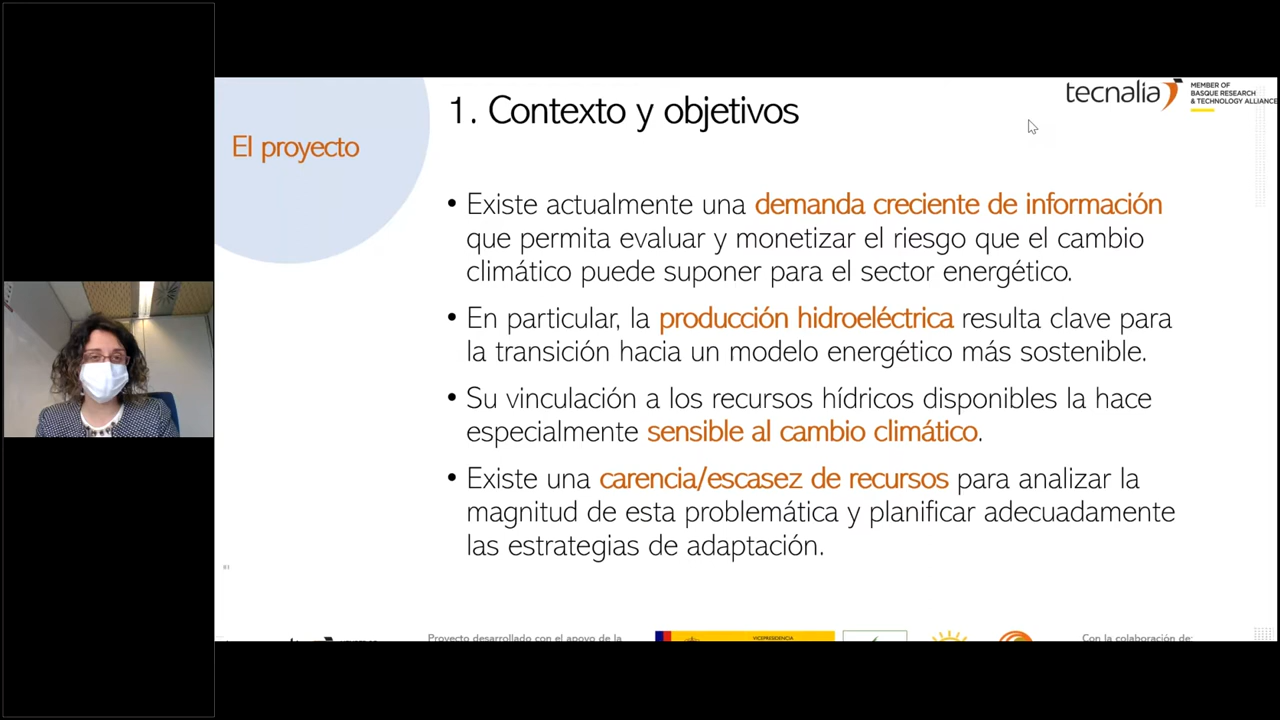 1. Contexto y objetivos
tecnalia
MEMBER OF
BASQUE RESEARCH
& TECHNOLOGY ALLIANCE
El proyecto
• Existe actualmente una demanda creciente de información
que permita evaluar y monetizar el riesgo que el cambio
climático puede suponer para el sector energético.
• En particular, la producción hidroeléctrica resulta clave para
la transición hacia un modelo energético más sostenible.
• Su vinculación a los recursos hídricos disponibles la hace
especialmente sensible al cambio climático.
• Existe una carencia/escasez de recursos para analizar la
magnitud de esta problemática y planificar adecuadamente
las estrategias de adaptación.
Proyecto desarrollado con el apoyo de la
VICEPRESIDENCIA
Con la colaboración de: